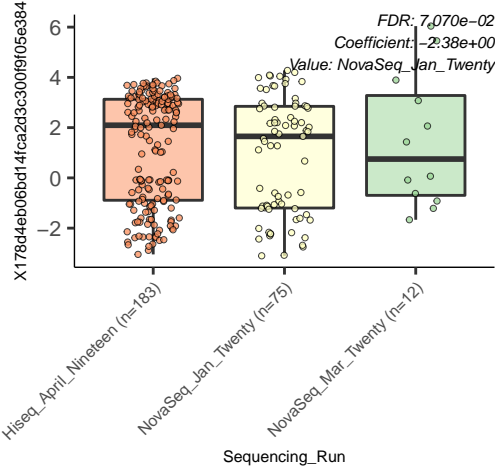 FDR: 7.070e−02
Coefficient: −2.38e+00
Value: NovaSeq_Jan_Twenty
X178d4eb06bd14fca2d3c300f9f05e384
6
4
2
0
−2
Hiseq_April_Nineteen (n=183)
NovaSeq_Jan_Twenty (n=75)
NovaSeq_Mar_Twenty (n=12)
Sequencing_Run